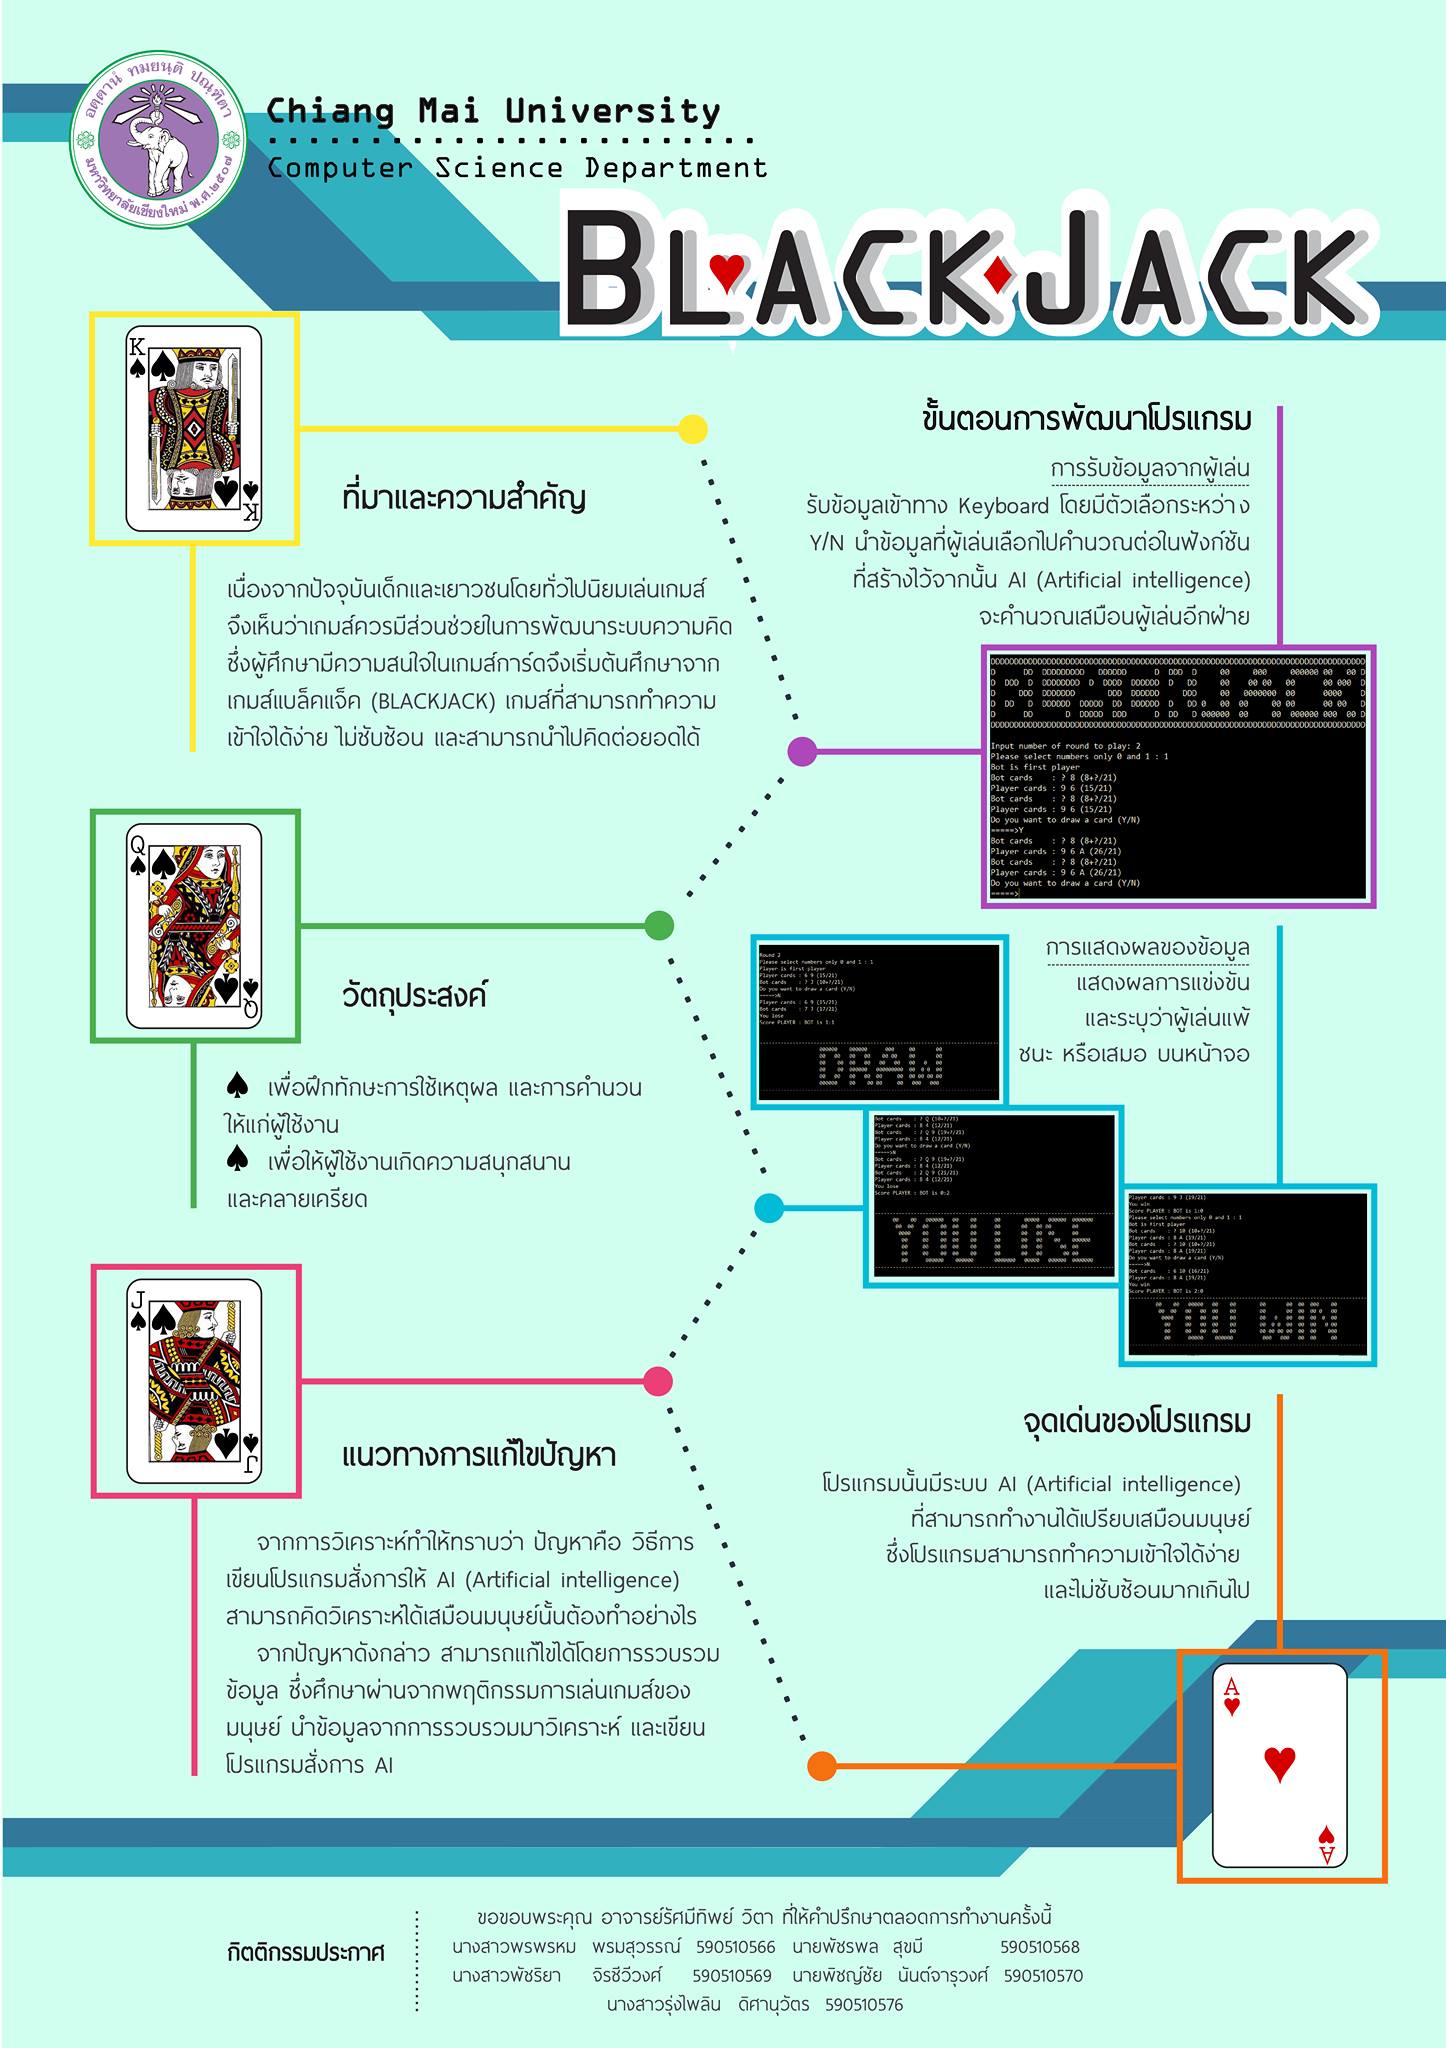 อตฺตานํ ทมยนฺติ ปณฺฑิตา
มหาวิทยาลัยเชียงใหม่ พ.ศ.๒๕๐๗
Chiang Mai University
Computer Science Department
BLACKJACK
K
K
ที่มาและความสำคัญ
เนื่องจากปัจจุบันเด็กและเยาวชนโดยทั่วไปนิยมเล่นเกมส์
จึงเห็นว่าเกมส์ควรมีส่วนช่วยในการพัฒนาระบบความคิด
ซึ่งผู้ศึกษามีความสนใจในเกมส์การ์ดจึงเริ่มต้นศึกษาจาก
เกมส์แบล็คแจ็ค (BLACKJACK) เกมส์ที่สามารถทำความ
เข้าใจได้ง่าย ไม่ซับซ้อน และสามารถนำไปคิดต่อยอดได้
Q
Q
วัตถุประสงค์
เพื่อฝึกทักษะการใช้เหตุผล และการคำนวน
ให้แก่ผู้ใช้งาน
เพื่อให้ผู้ใช้งานเกิดความสนุกสนาน
และคลายเครียด
J
J
แนวทางการแก้ไขปัญหา
จากการวิเคราะห์ทำให้ทราบว่า ปัญหาคือ วิธีการ
เขียนโปรแกรมสั่งการให้ AI (Artificial intelligence)
สามารถคิดวิเคราะห์ได้เสมือนมนุษย์นั้นต้องทำอย่างไร
จากปัญหาดังกล่าว สามารถแก้ไขได้โดยการรวบรวม
ข้อมูล ซึ่งศึกษาผ่านจากพฤติกรรมการเล่นเกมส์ของ
มนุษย์ นำข้อมูลจากการรวบรวมมาวิเคราะห์ และเขียน
โปรแกรมสั่งการ AI
ขั้นตอนการพัฒนาโปรแกรม
การรับข้อมูลจากผู้เล่น
รับข้อมูลเข้าทาง Keyboard โดยมีตัวเลือกระหว่าง
Y/N นำข้อมูลที่ผู้เล่นเลือกไปคำนวณต่อในฟังก์ชัน
ที่สร้างไว้จากนั้น AI (Artificial intelligence)
จะคำนวณเสมือนผู้เล่นอีกฝ่าย
Input number of round to play: 2
Please select numbers only 0 and 1 : 1
Bot is first player
Bot cards : ? 8 (8+?/21)
Player cards : 9 6 (15/21)
Bot cards : ? 8 (8+?/21)
Player cards : 9 6 (15/21)
Do you want to draw a card (Y/N)
=====>Y
Bot cards : ? 8 (8+?/21)
Player cards : 9 6 A (26/21)
Bot cards : ? 8 (8+?/21)
Player cards : 9 6 A (26/21)
Do you want to draw a card (Y/N)
=====>
การแสดงผลของข้อมูล
แสดงผลการแข่งขัน
และระบุว่าผู้เล่นแพ้
ชนะ หรือเสมอ บนหน้าจอ
Round 2
Please select numbers only 0 and 1 : 1
Player is first player
Player cards : 6 9 (15/21)
Bot cards : ? J (10+?/21)
Do you want to draw a card (Y/N)
=====>N
Player cards : 6 9 (15/21)
Bot cards : 7 J (17/21)
You lose
Score PLAYER : BOT is 1:1
DRAW
Bot cards : ? Q (10+?/21)
Player cards : 8 4 (12/21)
Bot cards : ? Q 9 (19+?/21)
Player cards : 8 4 (12/21)
Do you want to draw a card (Y/N)
=====>N
Bot cards : ? Q 9 (19+?/21)
Player cards : 8 4 (12/21)
Bot cards : 2 Q 9 (21/21)
Player cards : 8 4 (12/21)
You lose
Score PLAYER : BOT is 0:2
YOU LOSE
Player cards : 9 J (19/21)
You win
Score PLAYER : BOT is 1:0
Please select numbers only 0 and 1 : 1
Bot is first player
Bot cards : ? 10 (10+?/21)
Player cards : 8 A (19/21)
Bot cards : ? 10 (10+?/21)
Player cards : 8 A (19/21)
Do you want to draw a card (Y/N)
=====>N
Bot cards : 6 10 (16/21)
Player cards : 8 A (19/21)
You win
Score PLAYER : BOT is 2:0
YOU WIN
จุดเด่นของโปรแกรม
โปรแกรมนั้นมีระบบ AI (Artificial intelligence)
ที่สามารถทำงานได้เปรียบเสมือนมนุษย์
ซึ่งโปรแกรมสามารถทำความเข้าใจได้ง่าย
และไม่ซับซ้อนมากเกินไป
A
A
กิตติกรรมประกาศ
ขอขอบพระคุณ อาจารย์รัศมีทิพย์ วิตา ที่ให้คำปรึกษาตลอดการทำงานครั้งนี้
นางสาวพรพรหม พรมสุวรรณ์ 590510566 นายพัชรพล สุขมี 590510568
นางสาวพัชริยา จิรชีวีวงศ์ 590510569 นายพิชญ์ชัย นันต์จารุวงศ์ 590510570
นางสาวรุ่งไพลิน ดิศานุวัตร 590510576